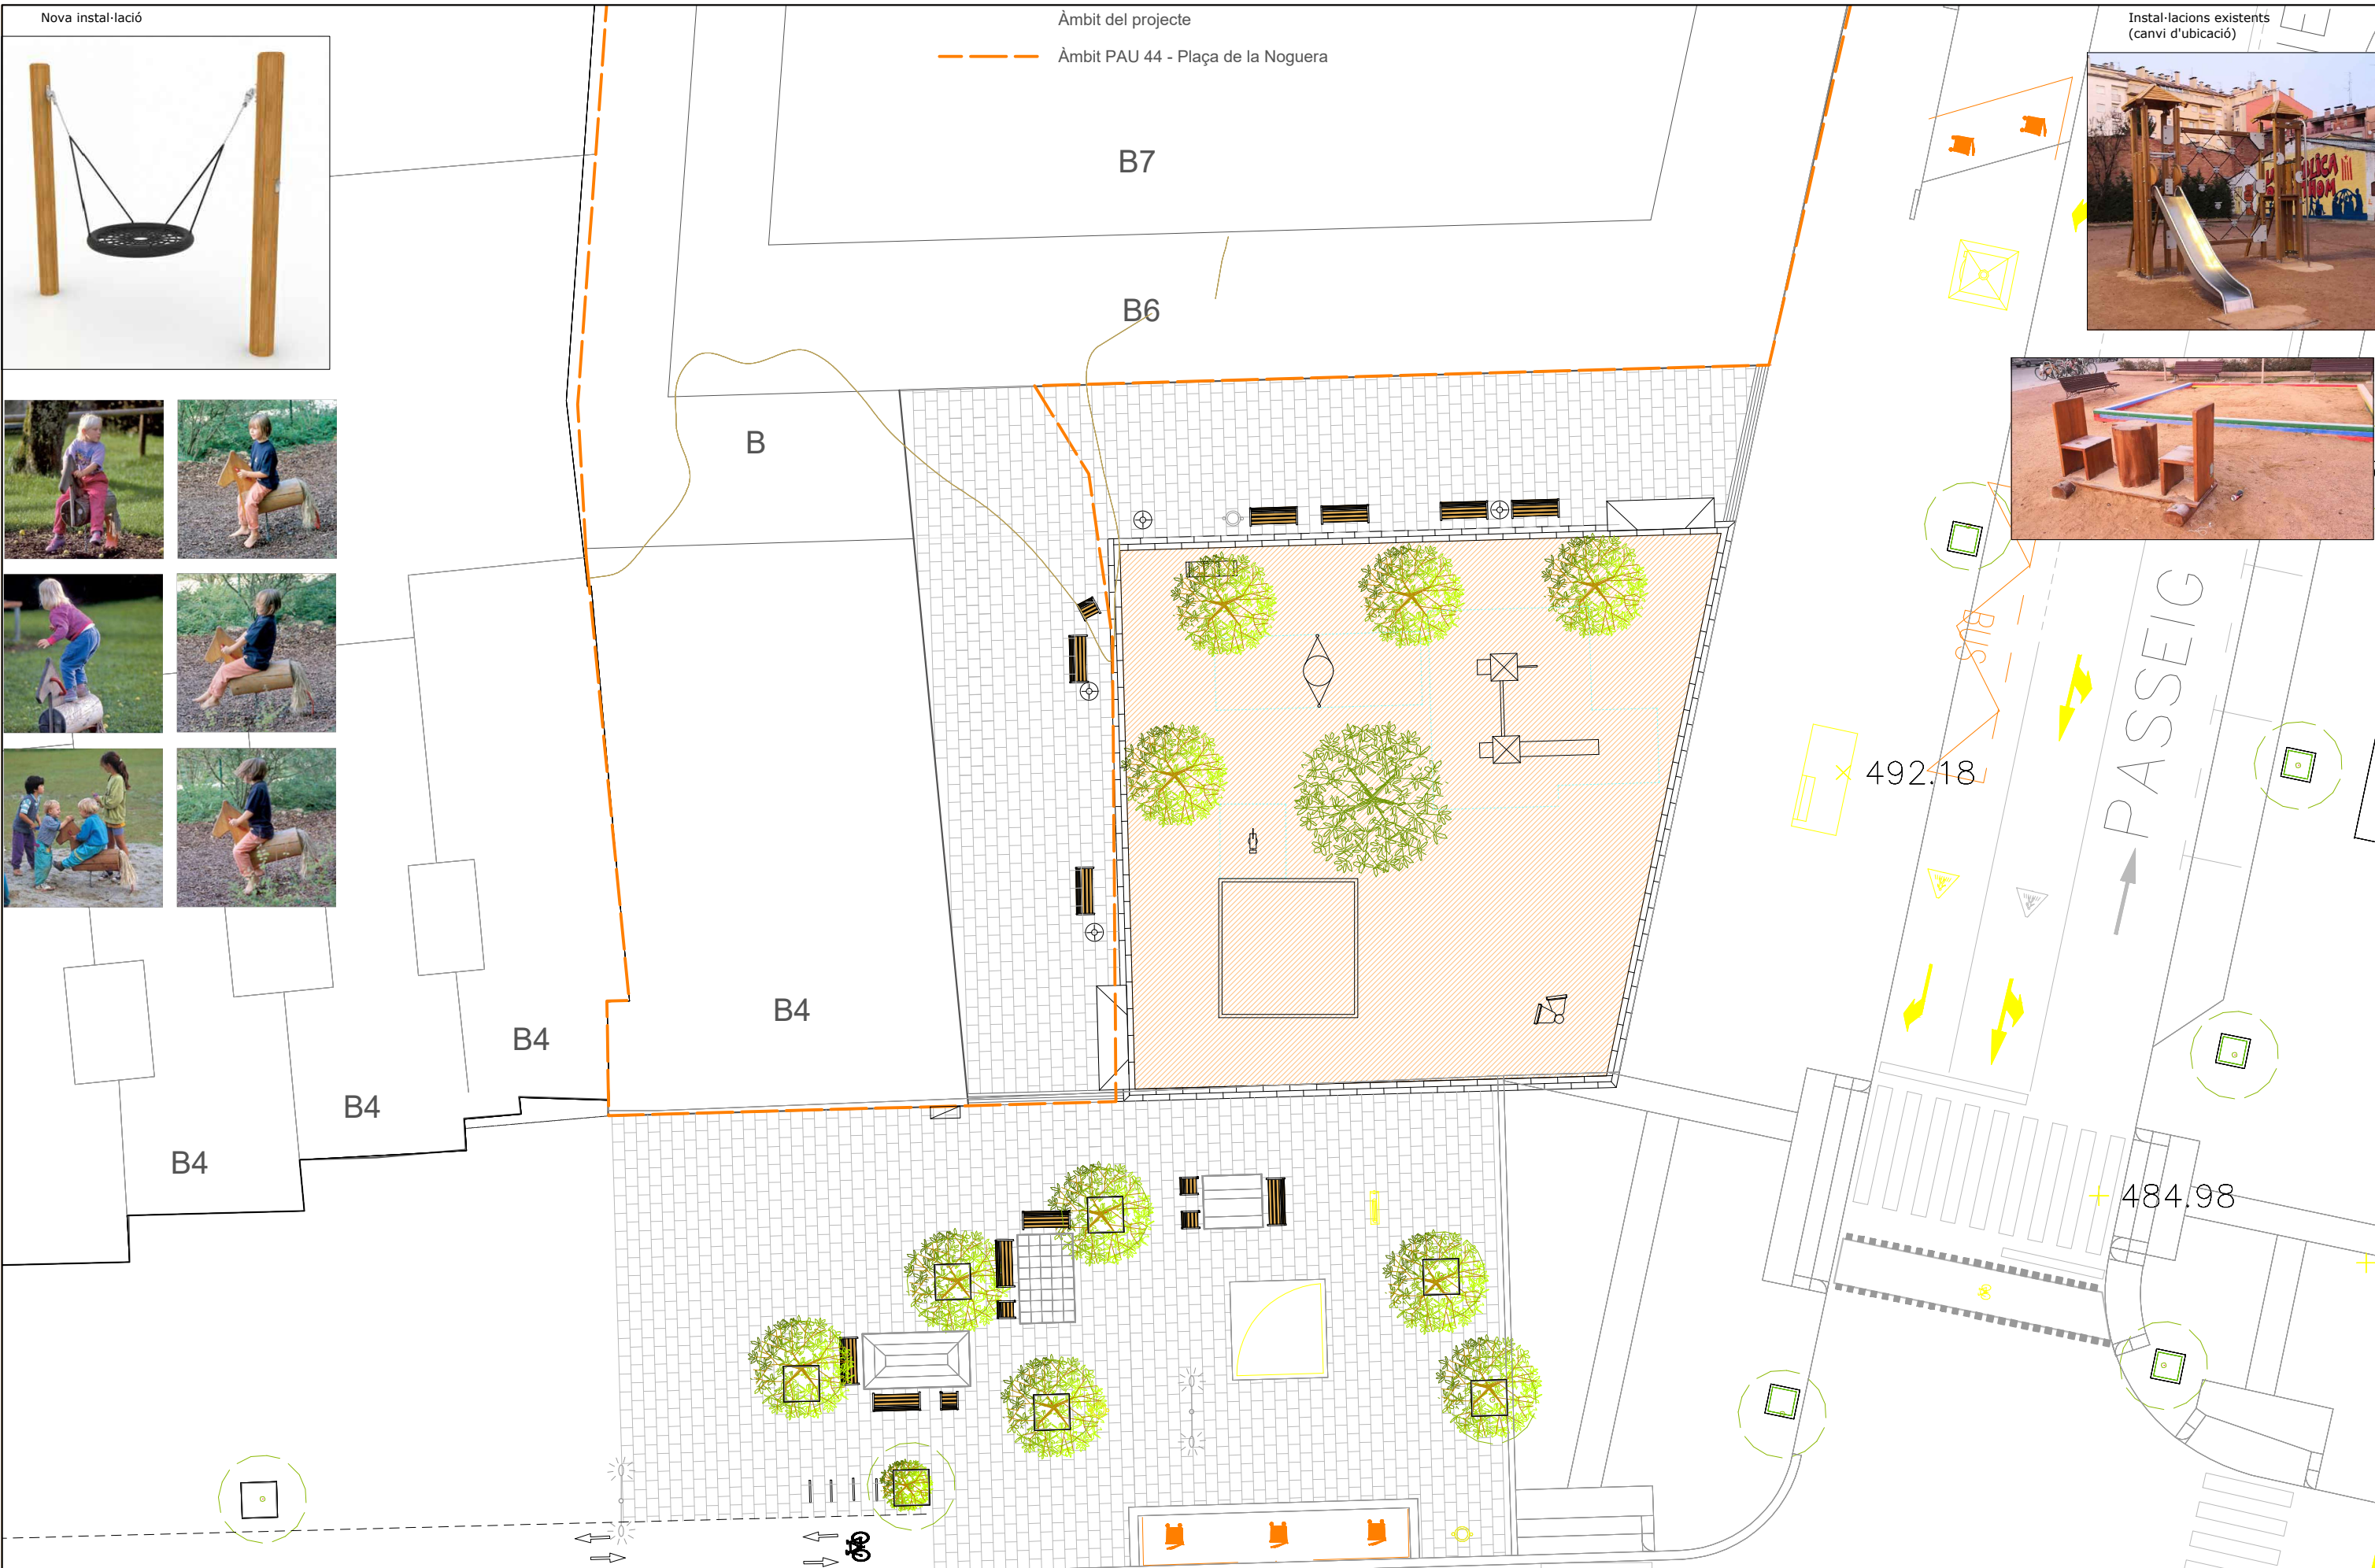 Nova instal·lació
Àmbit del projecte
Àmbit PAU 44 - Plaça de la Noguera
Instal·lacions existents
(canvi d'ubicació)
B7
B6
B
BUS
PASSEIG
492.18
B4
B4
B4
B4
484.98